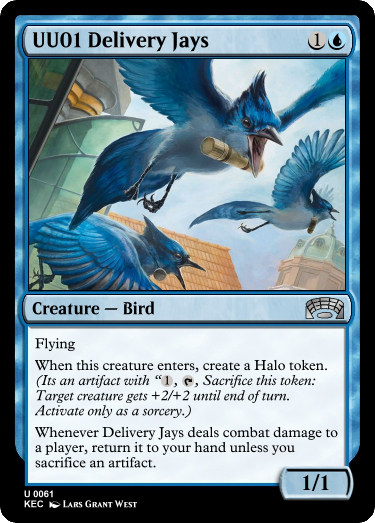 UU01 Delivery Jays
1
Creature — Bird
Flying
When this creature enters, create a Halo token.
(Its an artifact with “1, , Sacrifice this token:
Target creature gets +2/+2 until end of turn.
Activate only as a sorcery.)
Whenever Delivery Jays deals combat damage to
a player, return it to your hand unless you
sacrifice an artifact.
1/1
U 0061
KEC Lars Grant West